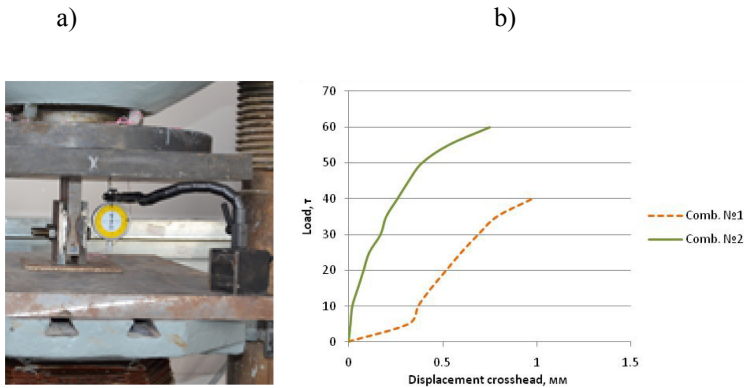 a)
b)
70
60
50
40
30
20
10
0
Load, т
0
0.5
1
1.5
Displacement crosshead, мм
Comb. №1
Comb. №2